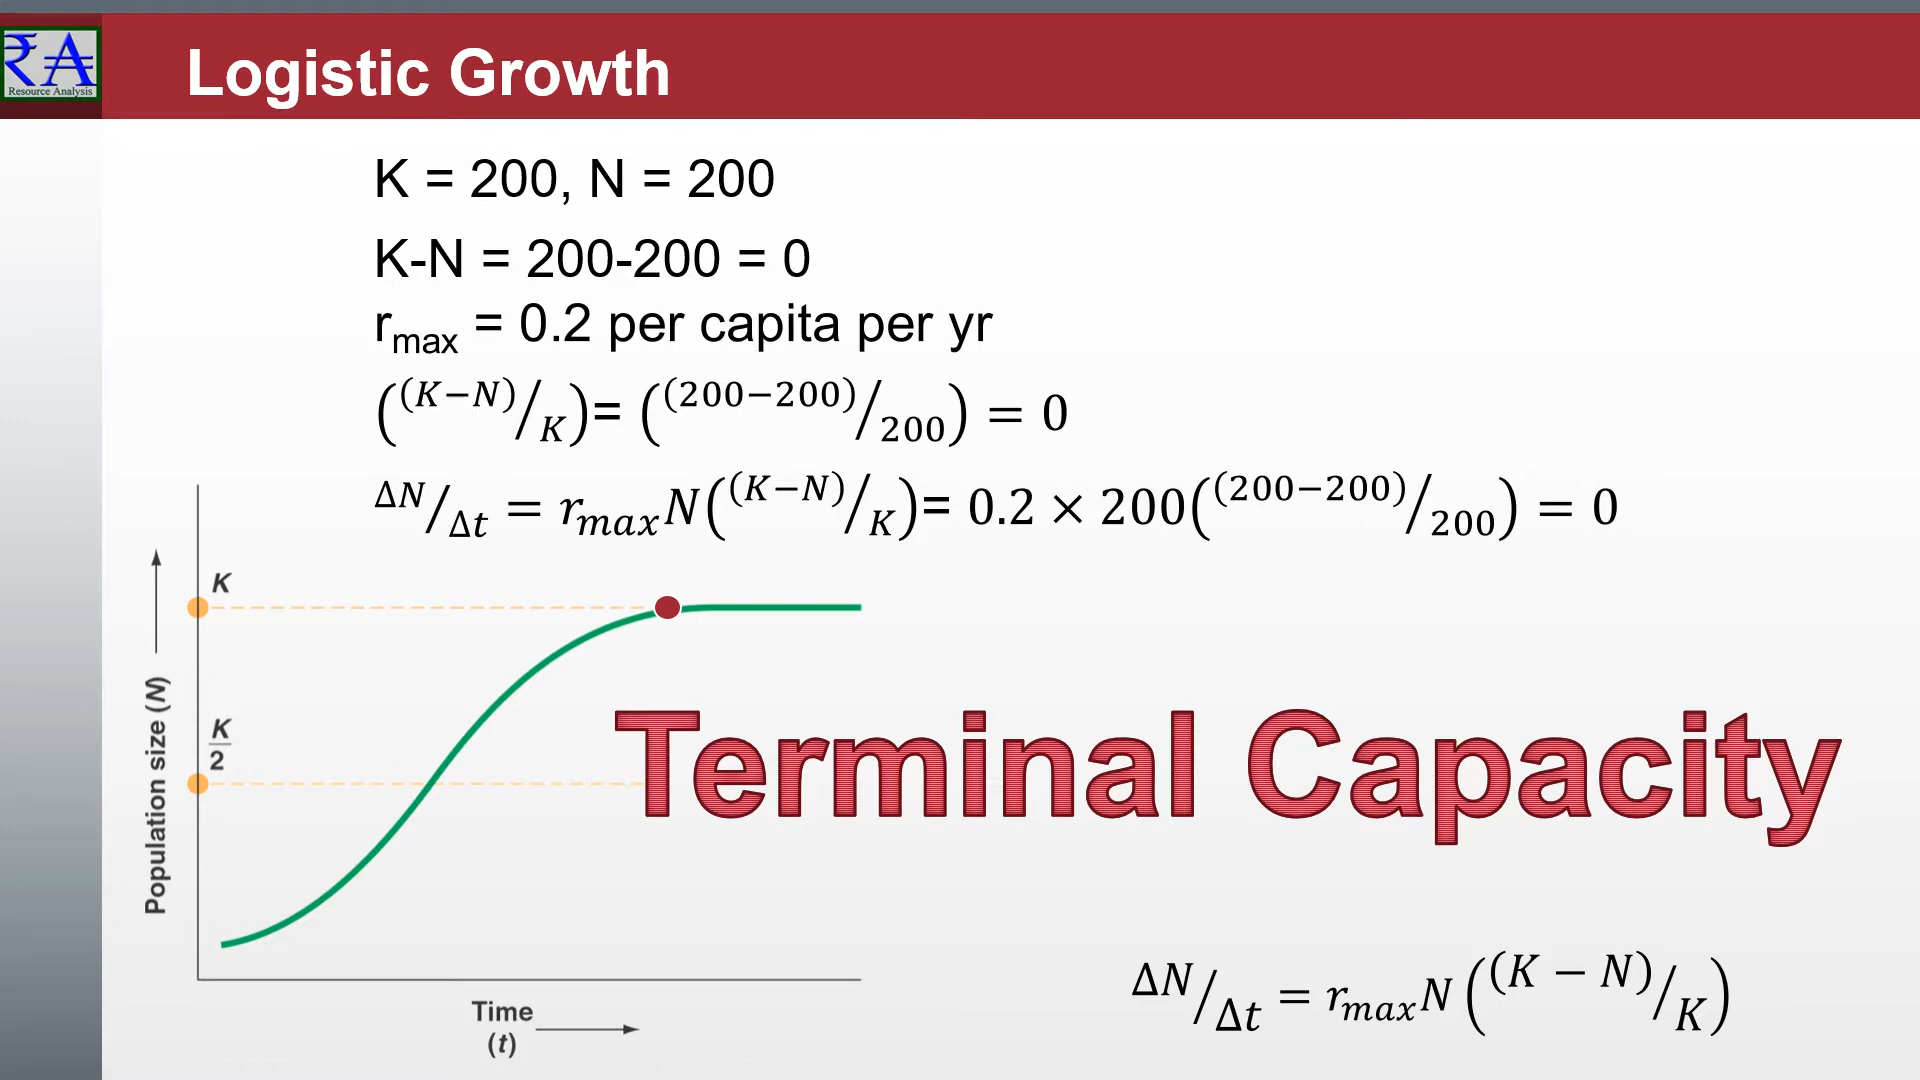 ₹A
Resource Analysis
Logistic Growth
K = 200, N = 200
K-N = 200-200 = 0
rmax = 0.2 per capita per yr
((K−N)/K)= ((200−200)/200) = 0
ΔN/Δt = rmaxN((K−N)/K)= 0.2 × 200((200−200)/200) = 0
K
K/2
Population size (N)
Terminal Capacity
Time
(t)
ΔN/Δt = rmaxN((K − N)/K)